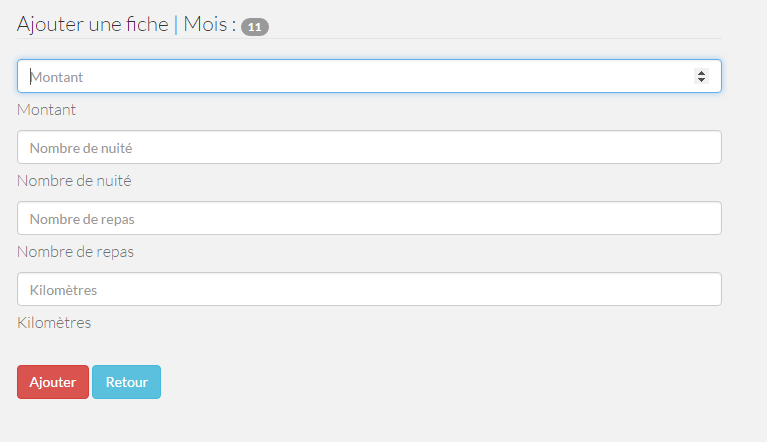 Ajouter une fiche | Mois : 11
Montant
Montant
Nombre de nuité
Nombre de nuité
Nombre de repas
Nombre de repas
Kilomètres
Kilomètres
Ajouter Retour